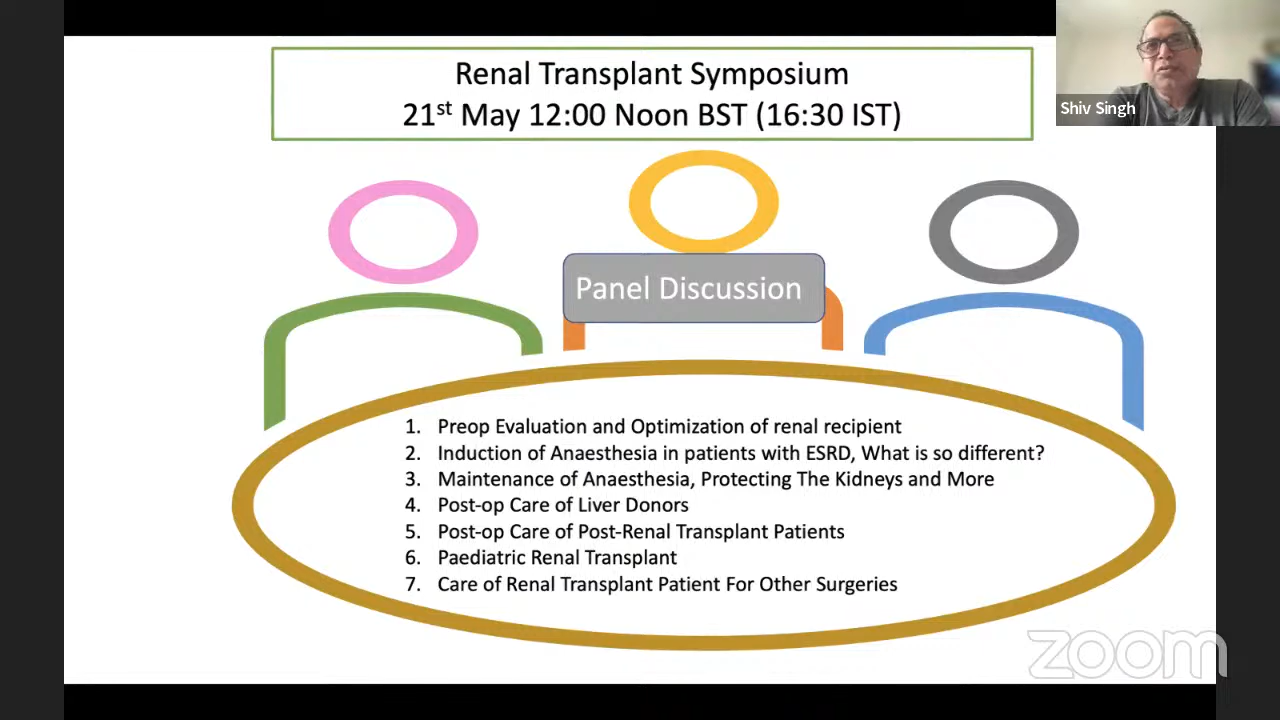 Renal Transplant Symposium
21st May 12:00 Noon BST (16:30 IST)
Shiv Singh
Panel Discussion
1. Preop Evaluation and Optimization of renal recipient
2. Induction of Anaesthesia in patients with ESRD, What is so different?
3. Maintenance of Anaesthesia, Protecting The Kidneys and More
4. Post-op Care of Liver Donors
5. Post-op Care of Post-Renal Transplant Patients
6. Paediatric Renal Transplant
7. Care of Renal Transplant Patient For Other Surgeries
zoom